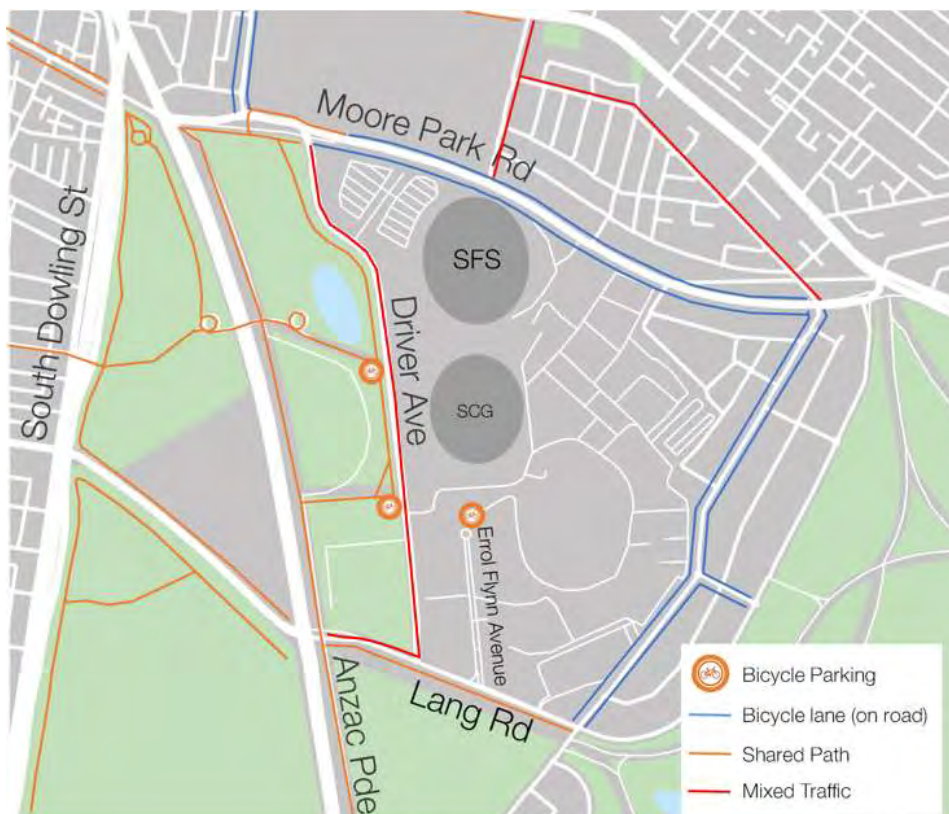 Moore Park Rd
South Dowling St
SFS
Driver Ave
SCG
Errol Flynn Avenue
Anzac Pde
Lang Rd
Bicycle Parking
Bicycle lane (on road)
Shared Path
Mixed Traffic